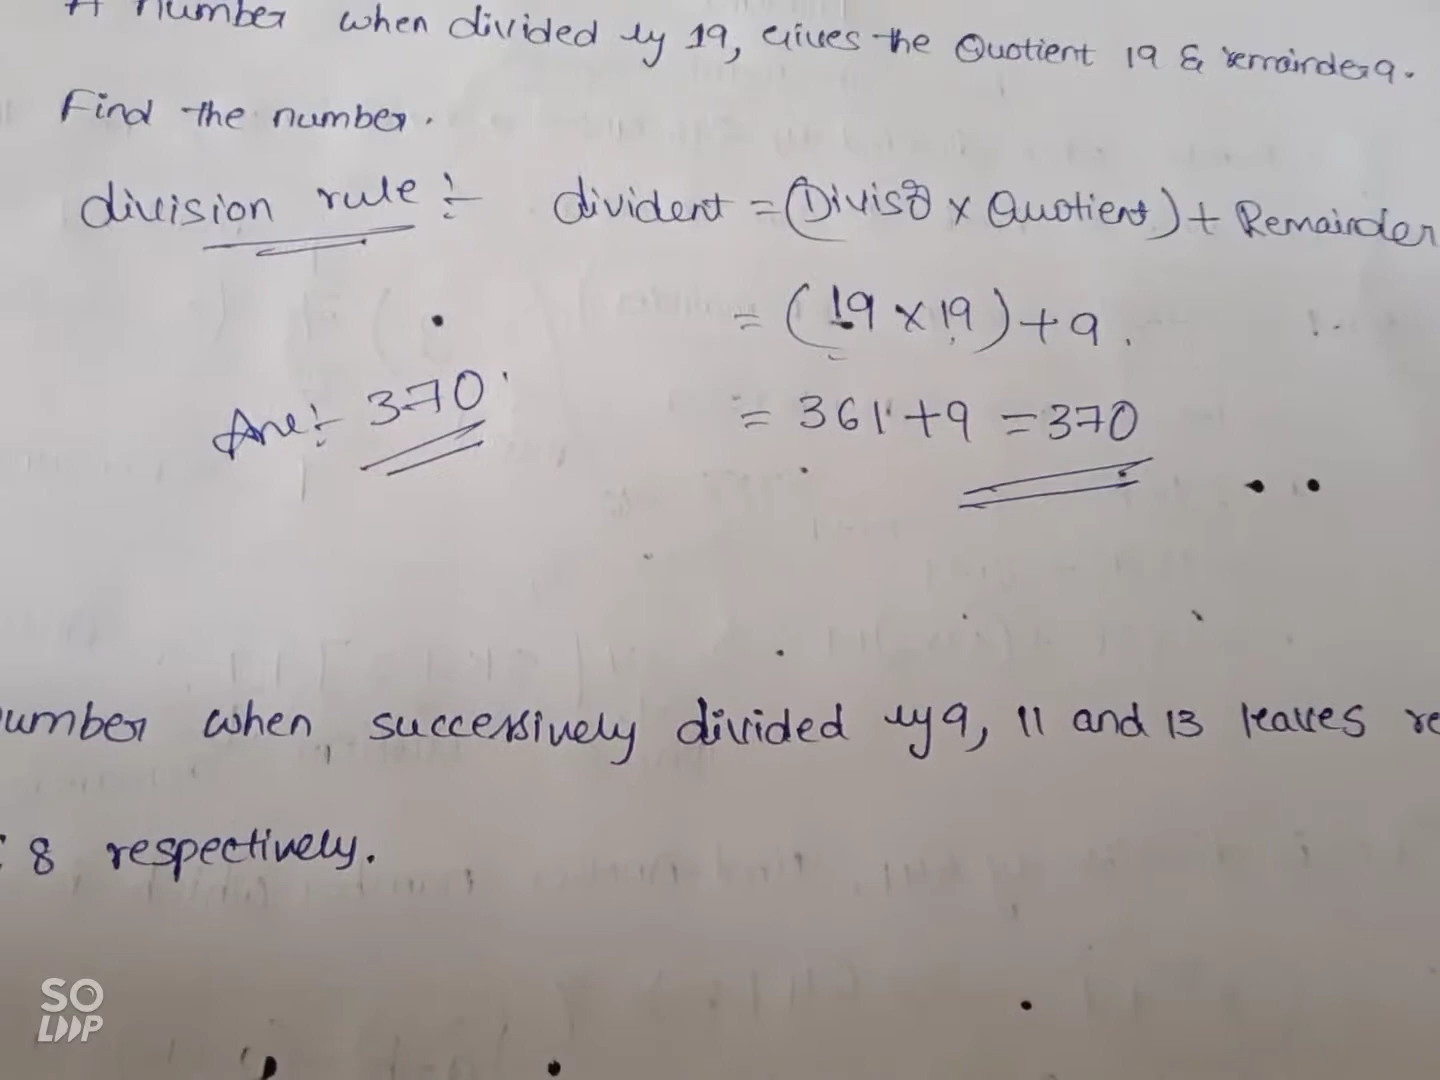 A number when divided by 19, gives the Quotient 19 & remainder 9.
Find the number.
division rule :- divident = (Divisor × Quotient) + Remainder
= (19 × 19) + 9.
Ans:- 370.
= 361 + 9 = 370
umber when, successively divided by 9, 11 and 13 leaves re
8 respectively.
SO
LOOP